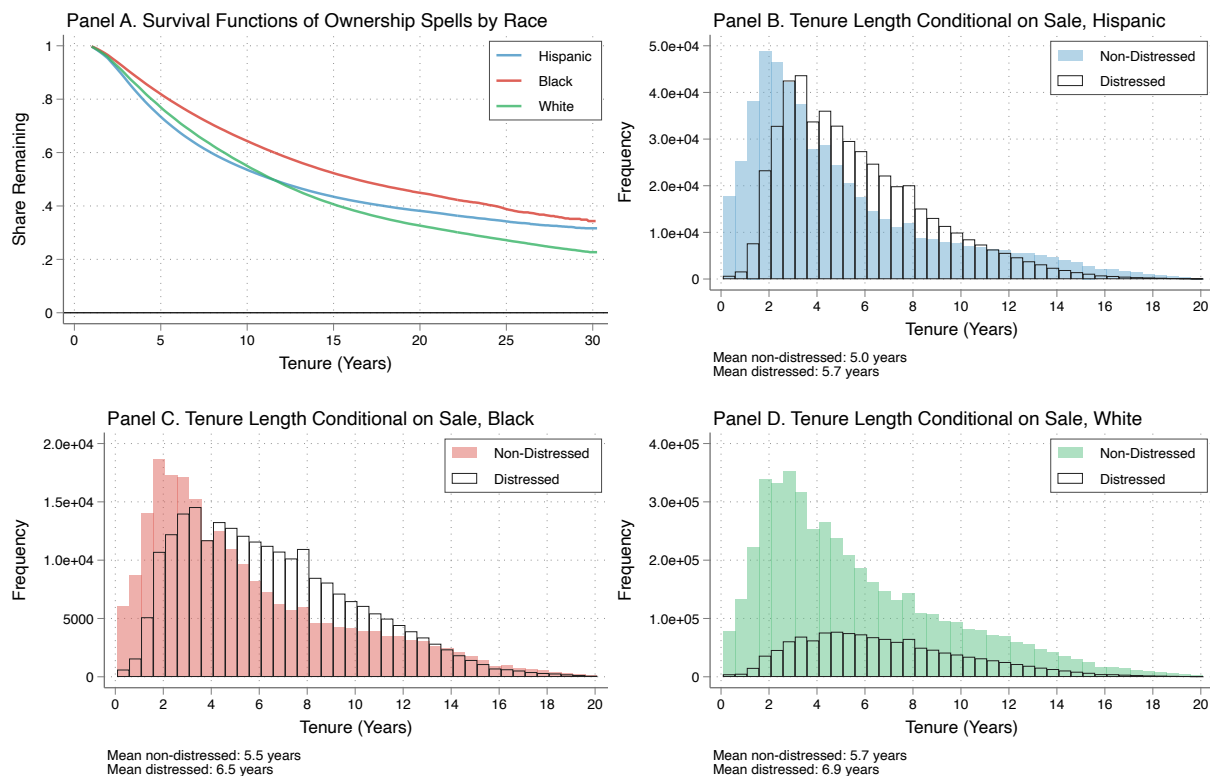 Panel A. Survival Functions of Ownership Spells by Race
1
.8
.6
.4
.2
0
Share Remaining
Hispanic
Black
White
0 5 10 15 20 25 30
Tenure (Years)
Panel B. Tenure Length Conditional on Sale, Hispanic
5.0e+04
4.0e+04
3.0e+04
2.0e+04
1.0e+04
0
Frequency
Non-Distressed
Distressed
0 2 4 6 8 10 12 14 16 18 20
Tenure (Years)
Mean non-distressed: 5.0 years
Mean distressed: 5.7 years
Panel C. Tenure Length Conditional on Sale, Black
2.0e+04
1.5e+04
1.0e+04
5000
0
Frequency
Non-Distressed
Distressed
0 2 4 6 8 10 12 14 16 18 20
Tenure (Years)
Mean non-distressed: 5.5 years
Mean distressed: 6.5 years
Panel D. Tenure Length Conditional on Sale, White
4.0e+05
3.0e+05
2.0e+05
1.0e+05
0
Frequency
Non-Distressed
Distressed
0 2 4 6 8 10 12 14 16 18 20
Tenure (Years)
Mean non-distressed: 5.7 years
Mean distressed: 6.9 years